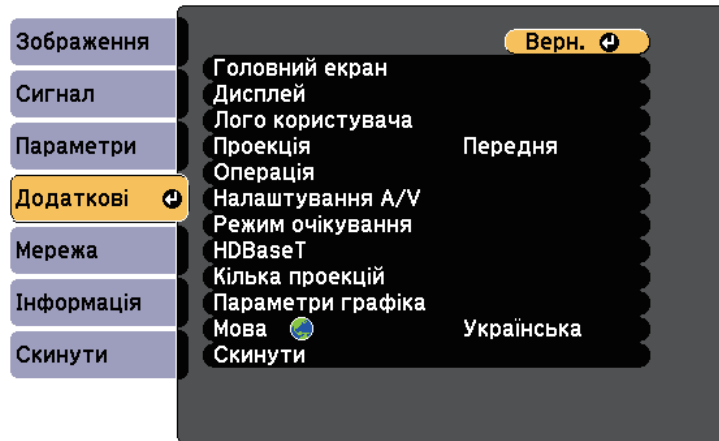 Зображення
Сигнал
Параметри
Додаткові
Мережа
Інформація
Скинути
Верн.
Головний екран
Дисплей
Лого користувача
Проекція Передня
Операція
Налаштування A/V
Режим очікування
HDBaseT
Кілька проекцій
Параметри графіка
Мова Українська
Скинути